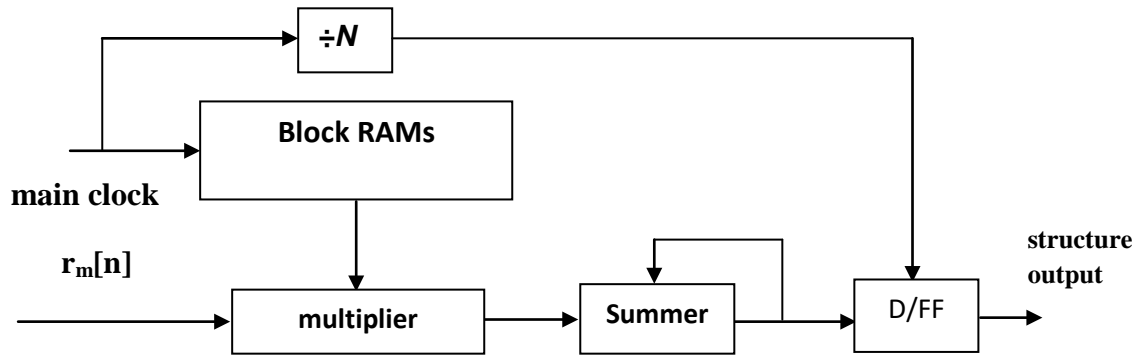 ÷N
Block RAMs
main clock
rm[n]
multiplier
Summer
D/FF
structure
output